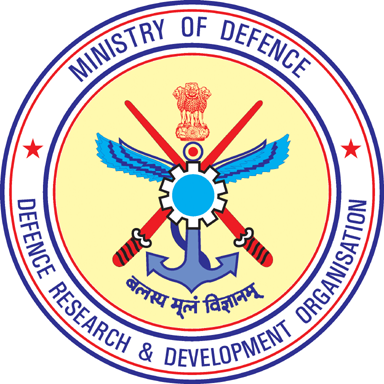 MINISTRY OF DEFENCE
बलस्य मूलं विज्ञानम्
DEFENCE RESEARCH & DEVELOPMENT ORGANISATION